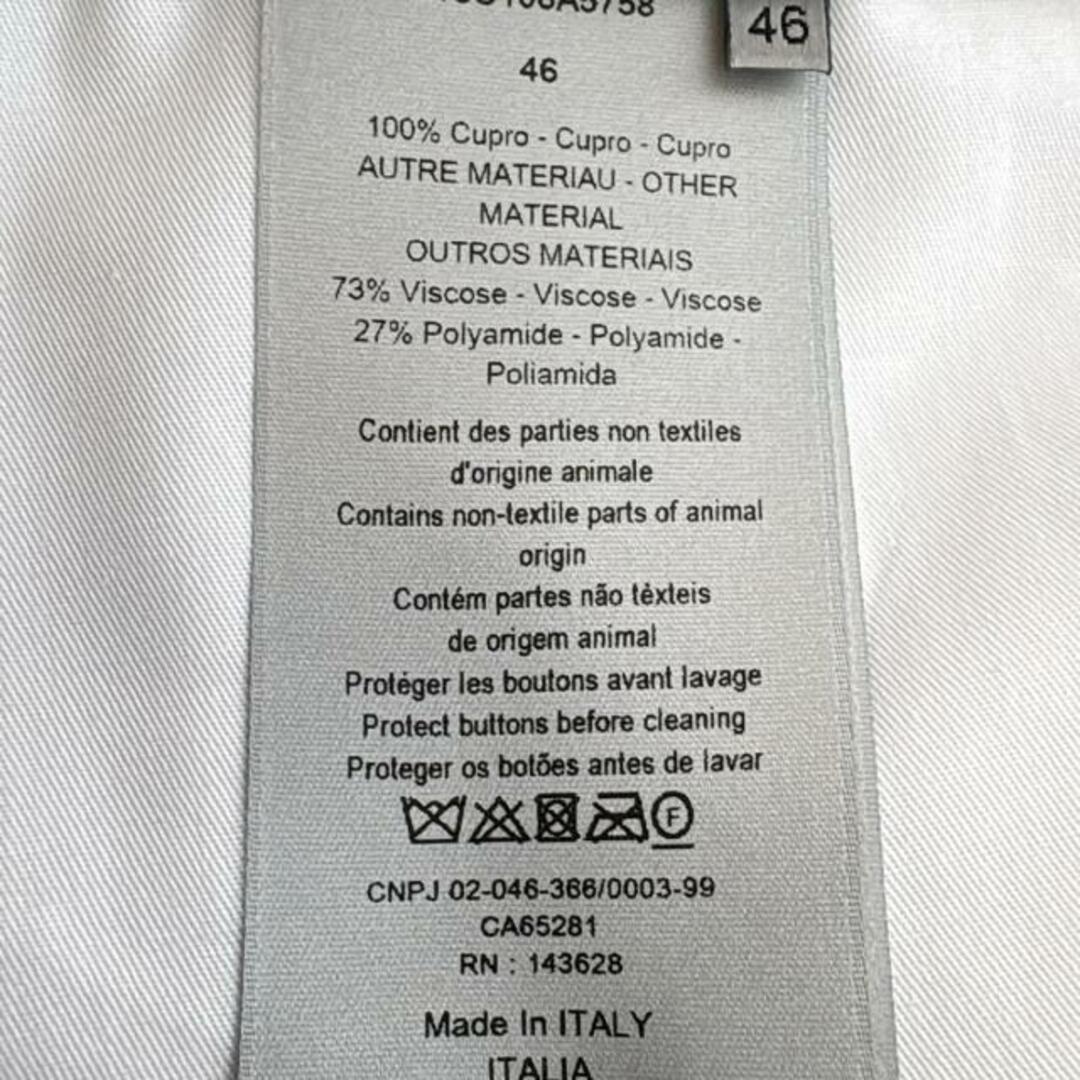 46
46
100% Cupro - Cupro - Cupro
AUTRE MATERIAU - OTHER
MATERIAL
OUTROS MATERIAIS
73% Viscose - Viscose - Viscose
27% Polyamide - Polyamide -
Poliamida
Contient des parties non textiles
d'origine animale
Contains non-textile parts of animal
origin
Contém partes não têxteis
de origem animal
Protéger les boutons avant lavage
Protect buttons before cleaning
Proteger os botões antes de lavar
F
CNPJ 02-046-366/0003-99
CA65281
RN : 143628
Made In ITALY
ITALIA